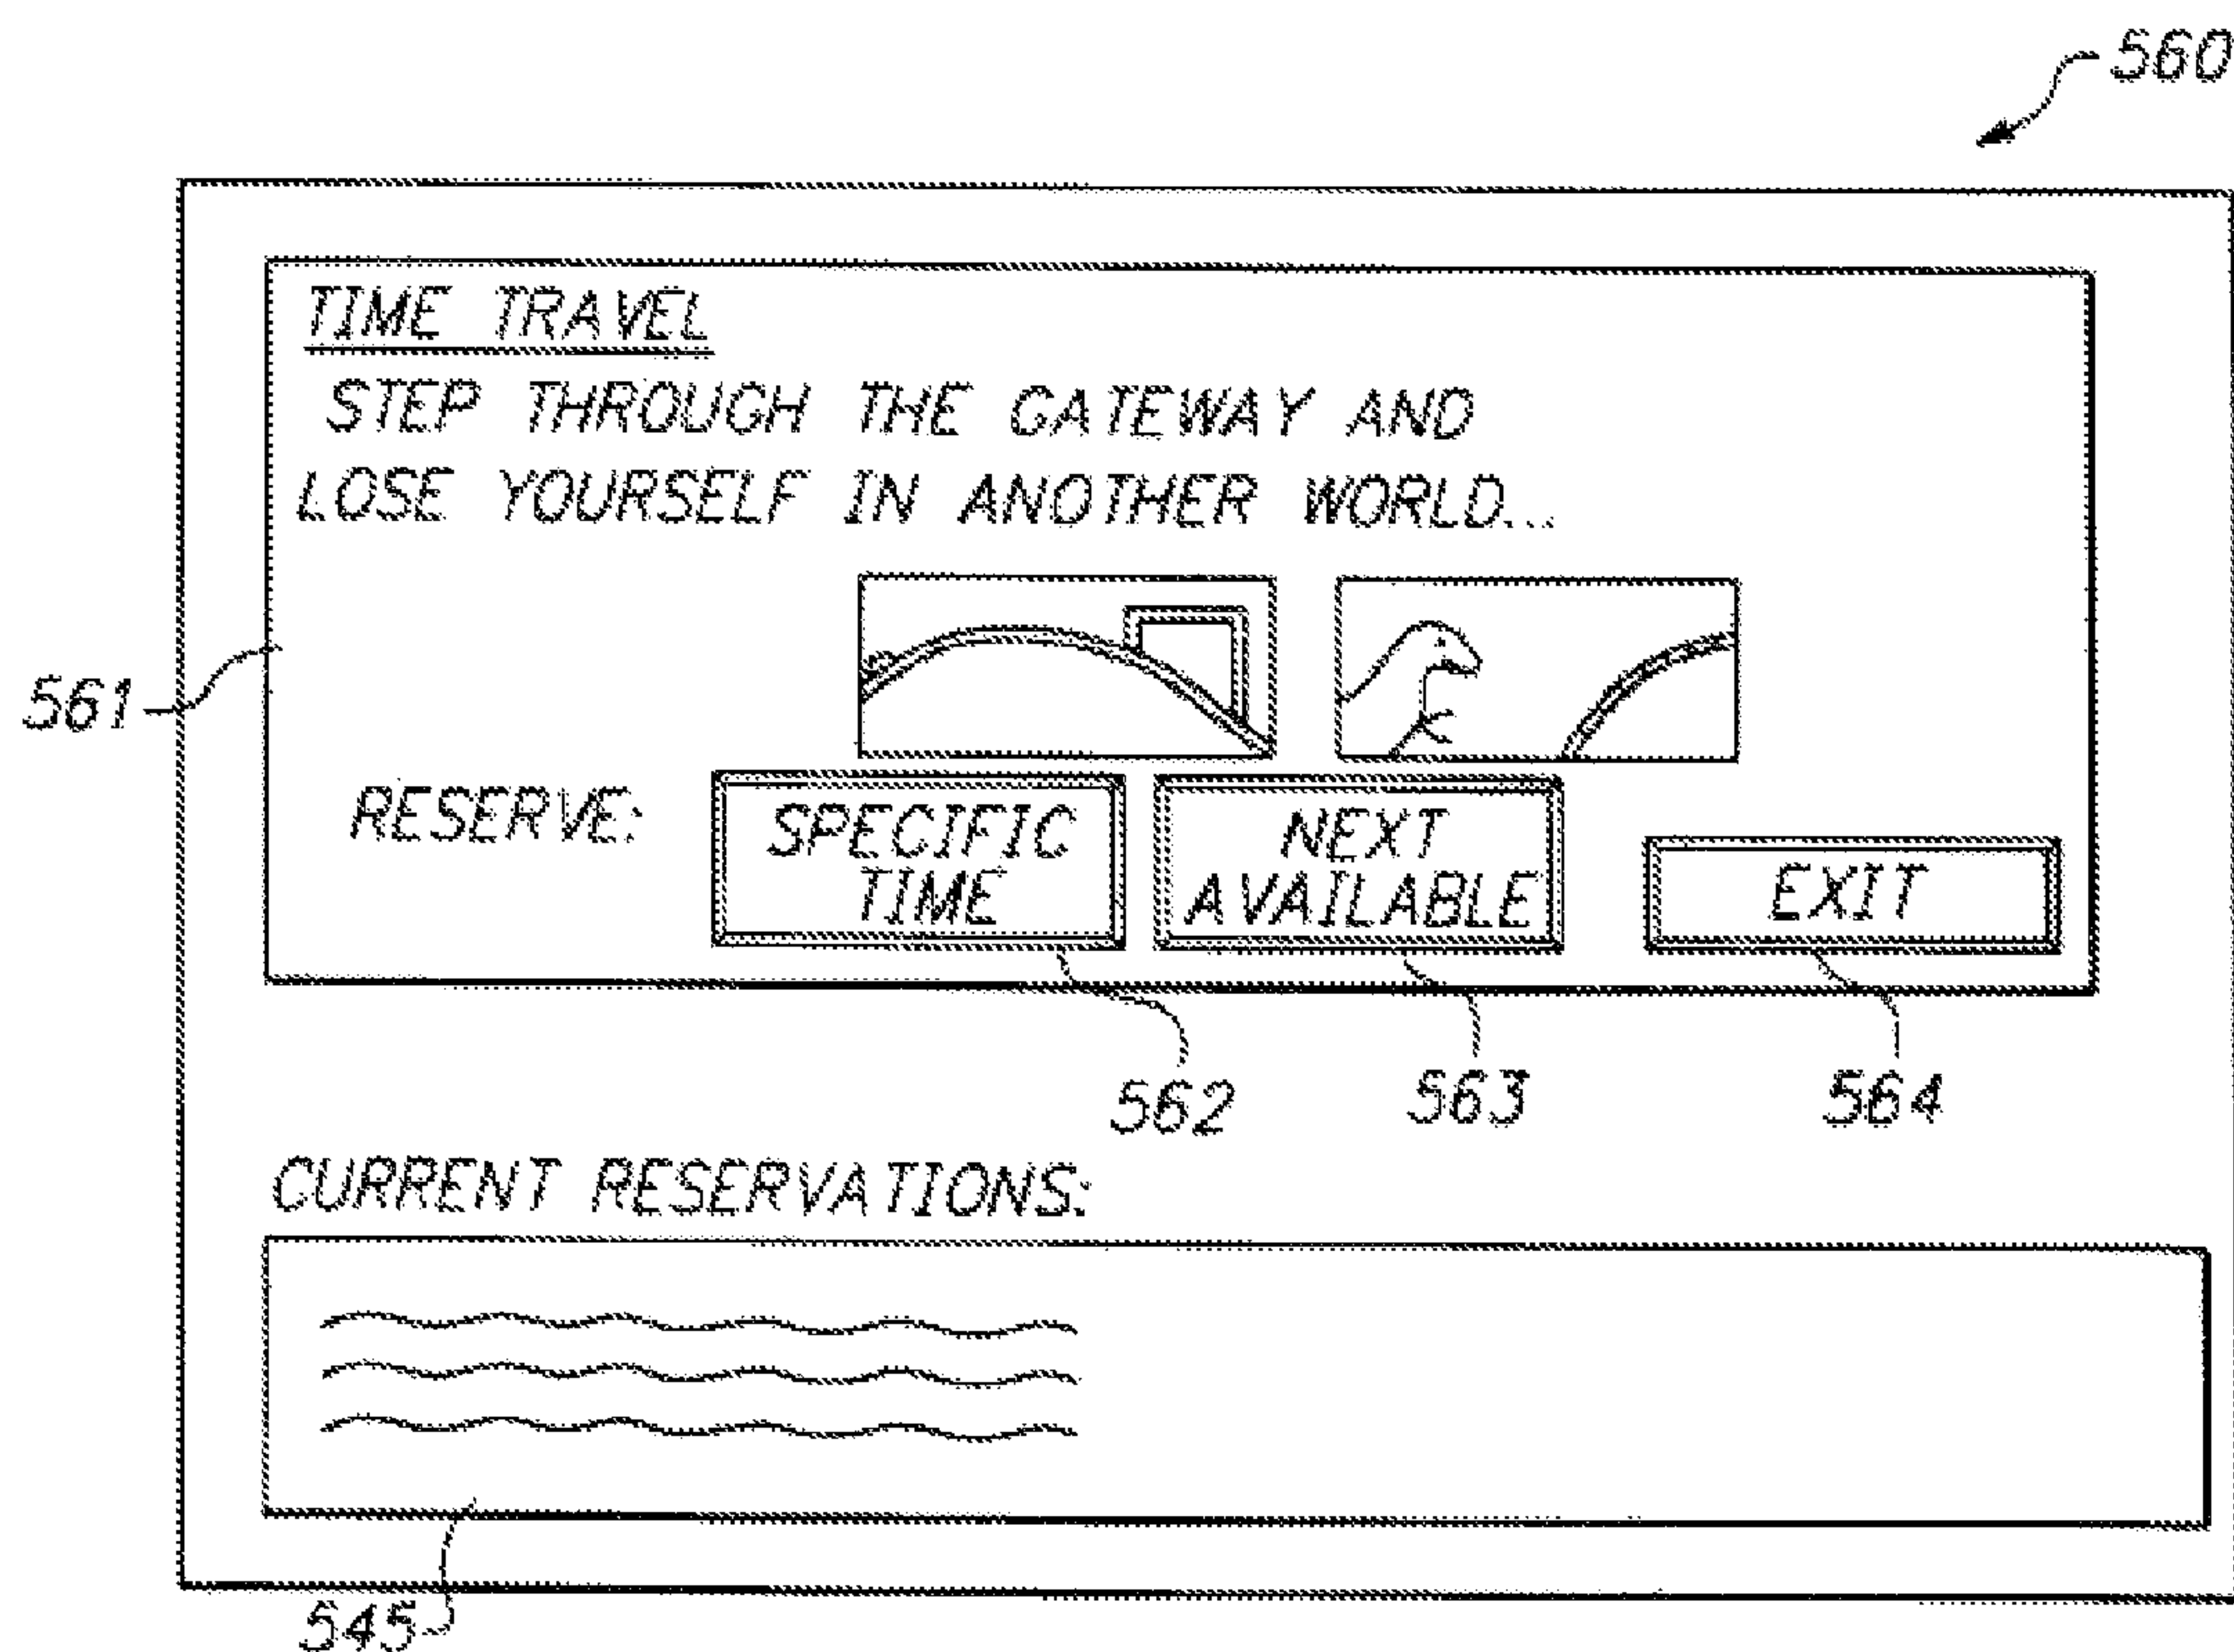 560
TIME TRAVEL
STEP THROUGH THE GATEWAY AND
LOSE YOURSELF IN ANOTHER WORLD...
561
RESERVE:
SPECIFIC
TIME
NEXT
AVAILABLE
EXIT
562
563
564
CURRENT RESERVATIONS:
545